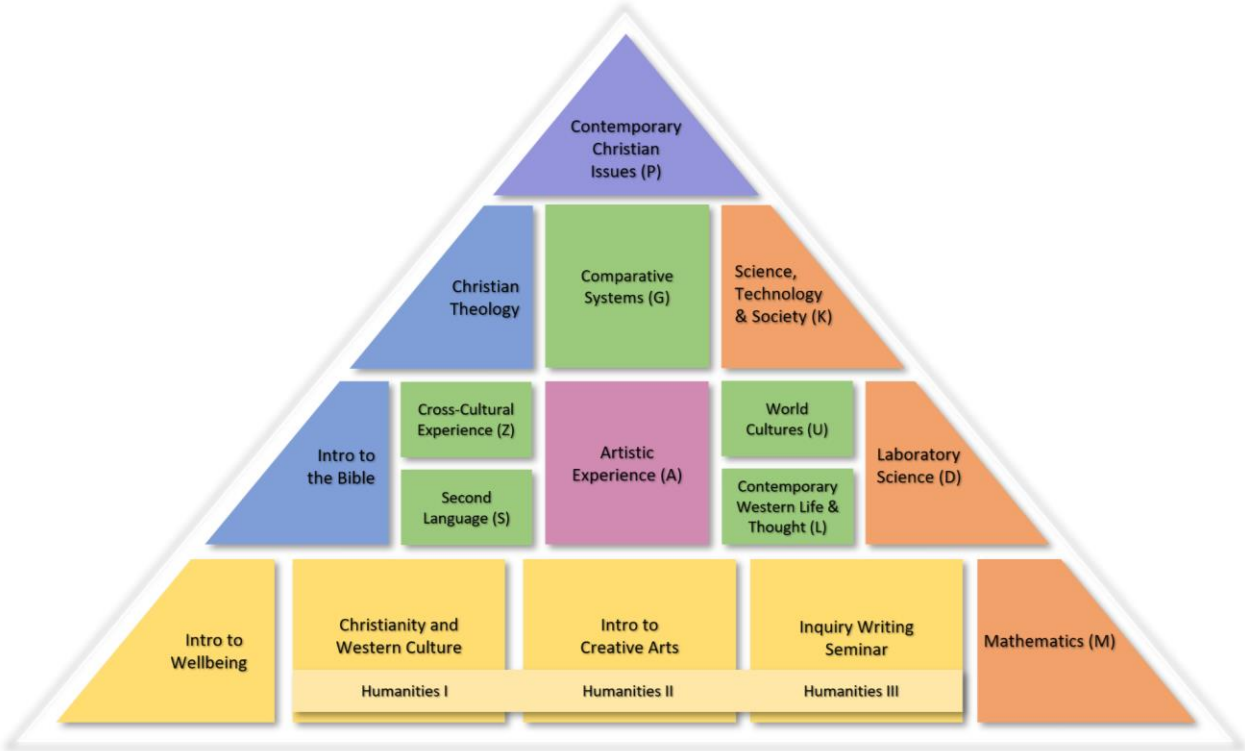 Contemporary
Christian
Issues (P)
Christian
Theology
Comparative
Systems (G)
Science,
Technology
& Society (K)
Intro to
the Bible
Cross-Cultural
Experience (Z)
Second
Language (S)
Artistic
Experience (A)
World
Cultures (U)
Contemporary
Western Life &
Thought (L)
Laboratory
Science (D)
Intro to
Wellbeing
Christianity and
Western Culture
Humanities I
Intro to
Creative Arts
Humanities II
Inquiry Writing
Seminar
Humanities III
Mathematics (M)